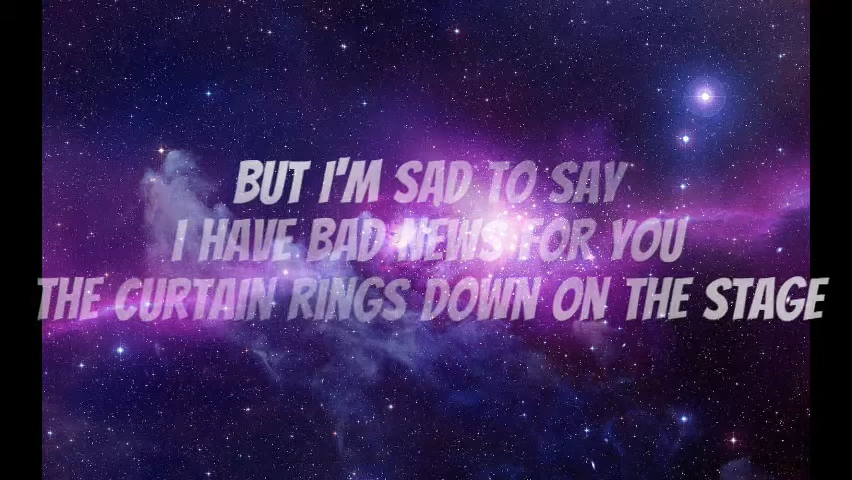 BUT I'M SAD TO SAY
I HAVE BAD NEWS FOR YOU
THE CURTAIN RINGS DOWN ON THE STAGE